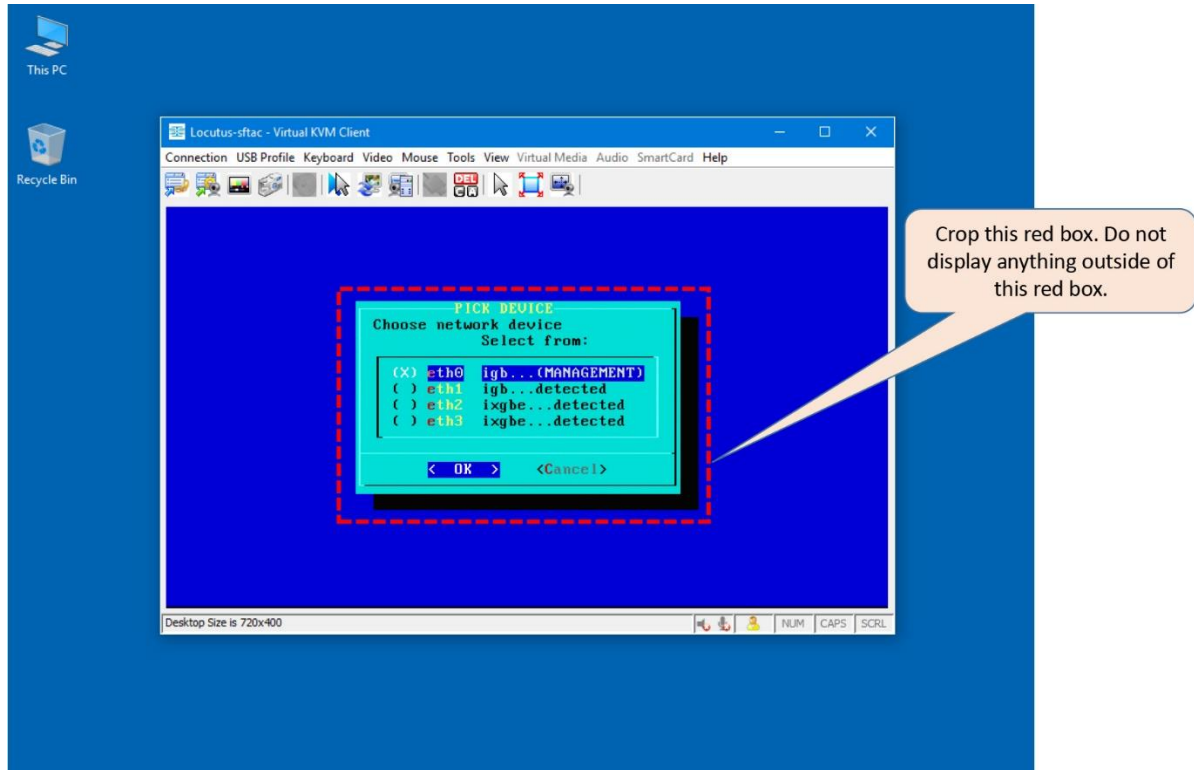 This PC
Recycle Bin
Locutus-sftac - Virtual KVM Client
Connection USB Profile Keyboard Video Mouse Tools View Virtual Media Audio SmartCard Help
DEL
PICK DEVICE
Choose network device
Select from:
(X) eth0 igb...(MANAGEMENT)
( ) eth1 igb...detected
( ) eth2 ixgbe...detected
( ) eth3 ixgbe...detected
< OK > <Cancel>
Desktop Size is 720x400 NUM CAPS SCRL
Crop this red box. Do not
display anything outside of
this red box.